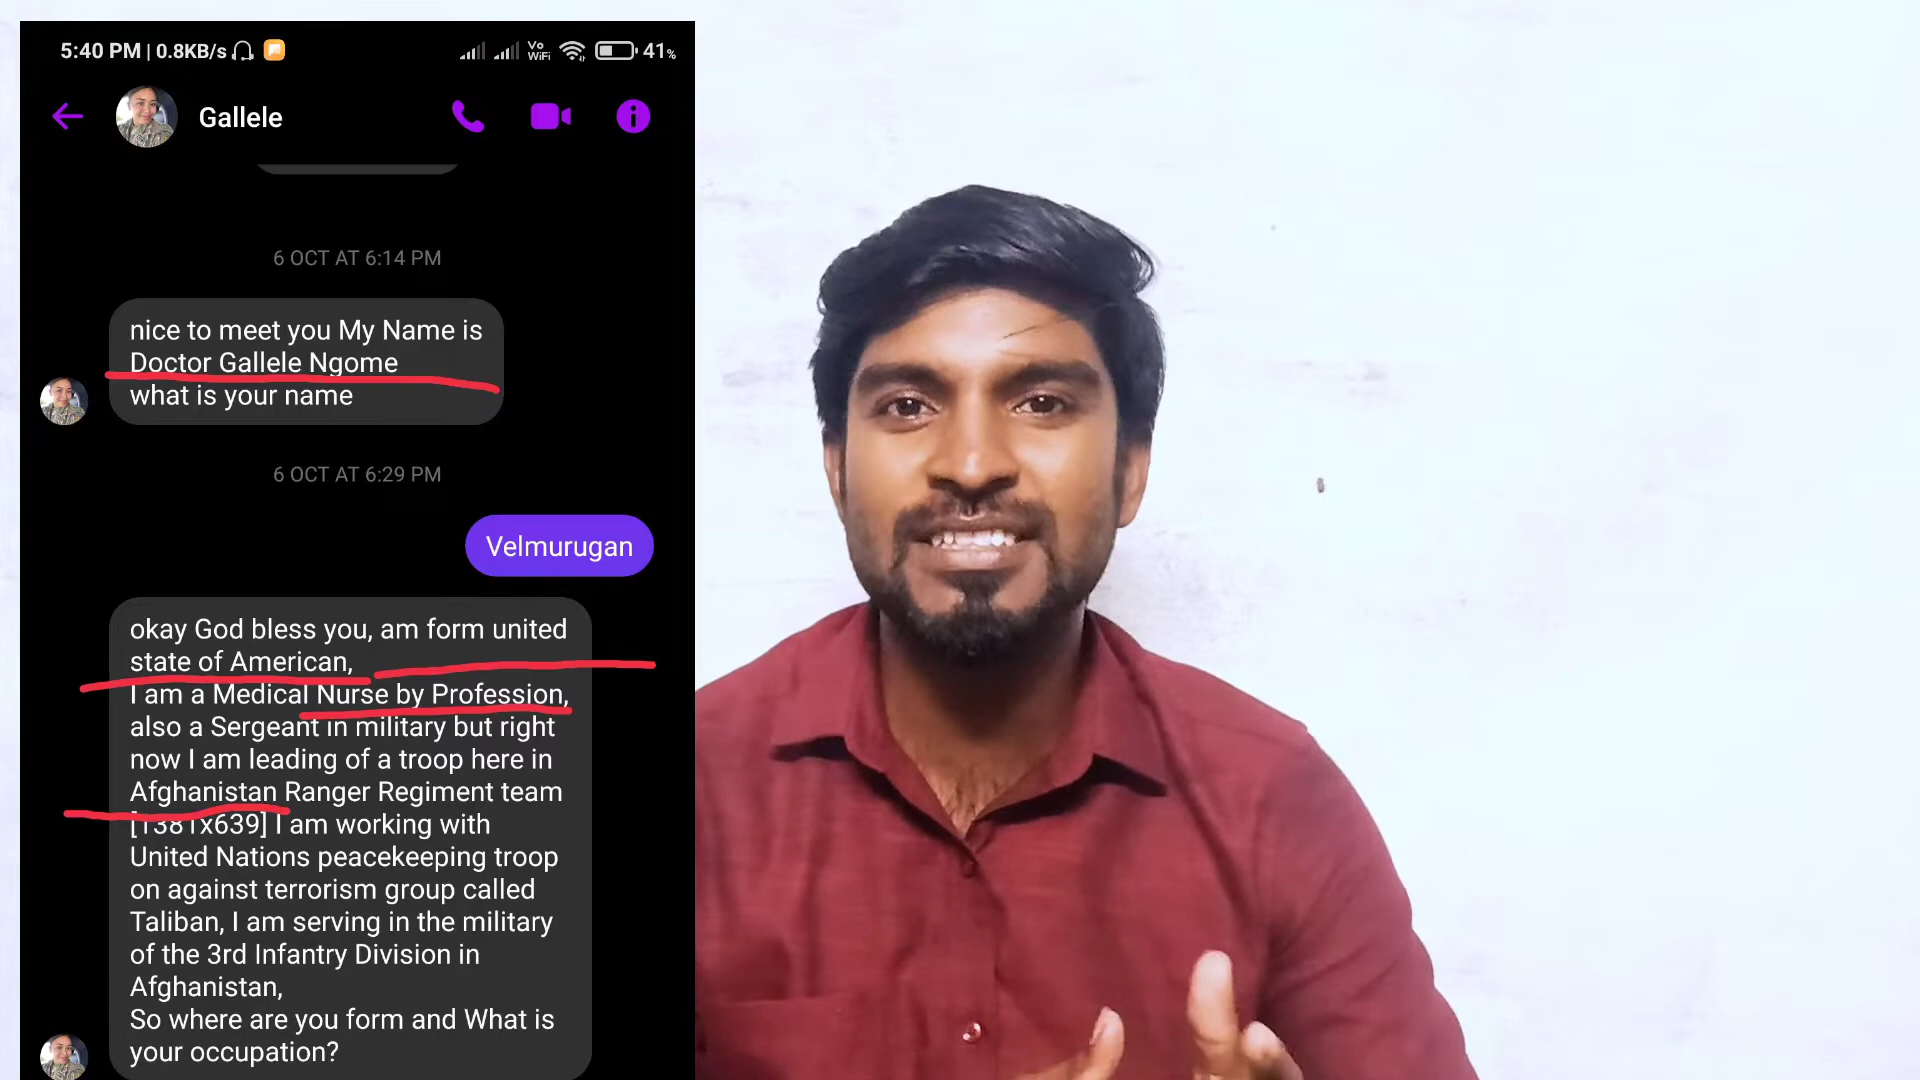 5:40 PM | 0.8KB/s
Vo
WiFi
41%
Gallele
6 OCT AT 6:14 PM
nice to meet you My Name is
Doctor Gallele Ngome
what is your name
6 OCT AT 6:29 PM
Velmurugan
okay God bless you, am form united
state of American,
I am a Medical Nurse by Profession,
also a Sergeant in military but right
now I am leading of a troop here in
Afghanistan Ranger Regiment team
[1381x639] I am working with
United Nations peacekeeping troop
on against terrorism group called
Taliban, I am serving in the military
of the 3rd Infantry Division in
Afghanistan,
So where are you form and What is
your occupation?